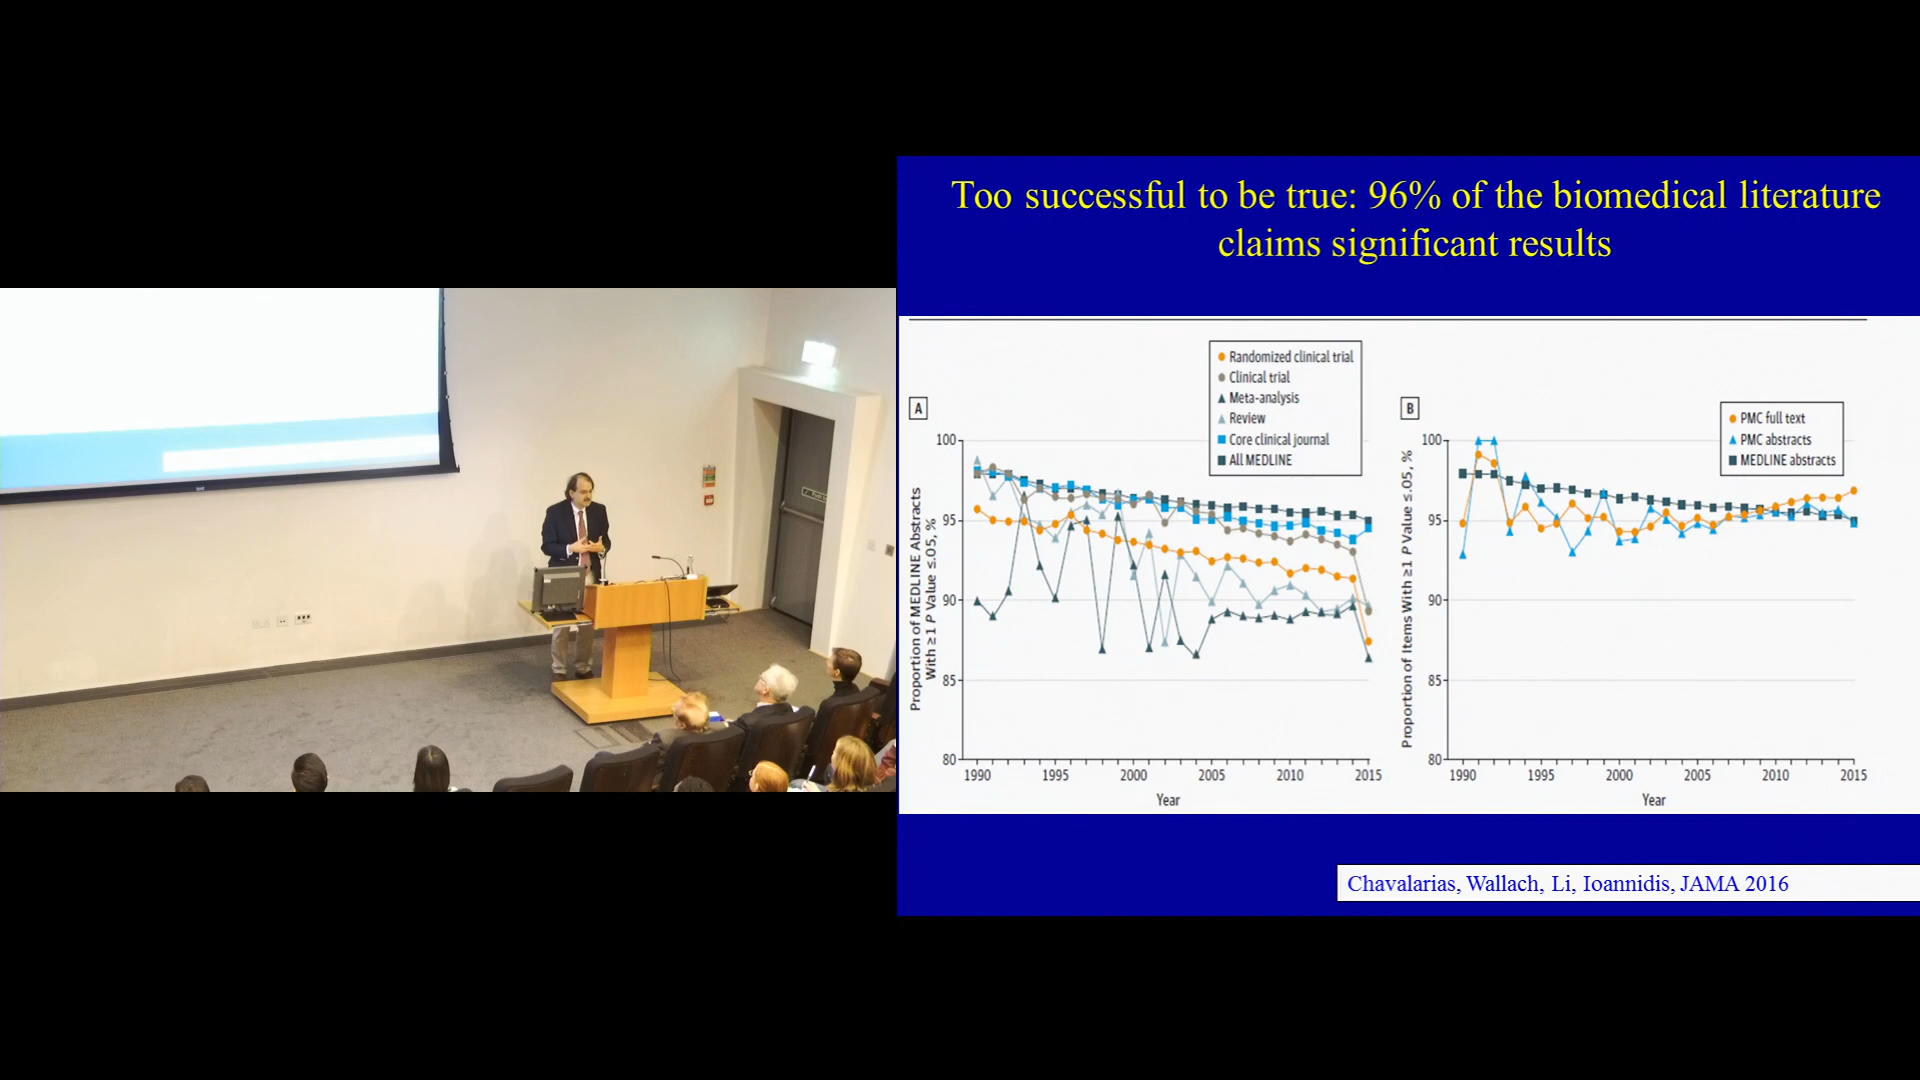 Too successful to be true: 96% of the biomedical literature
claims significant results
A
Randomized clinical trial
Clinical trial
Meta-analysis
Review
Core clinical journal
All MEDLINE
Proportion of MEDLINE Abstracts
With ≥1 P Value ≤.05, %
100
95
90
85
80
1990
1995
2000
2005
2010
2015
Year
B
PMC full text
PMC abstracts
MEDLINE abstracts
Proportion of Items With ≥1 P Value ≤.05, %
100
95
90
85
80
1990
1995
2000
2005
2010
2015
Year
Chavalarias, Wallach, Li, Ioannidis, JAMA 2016